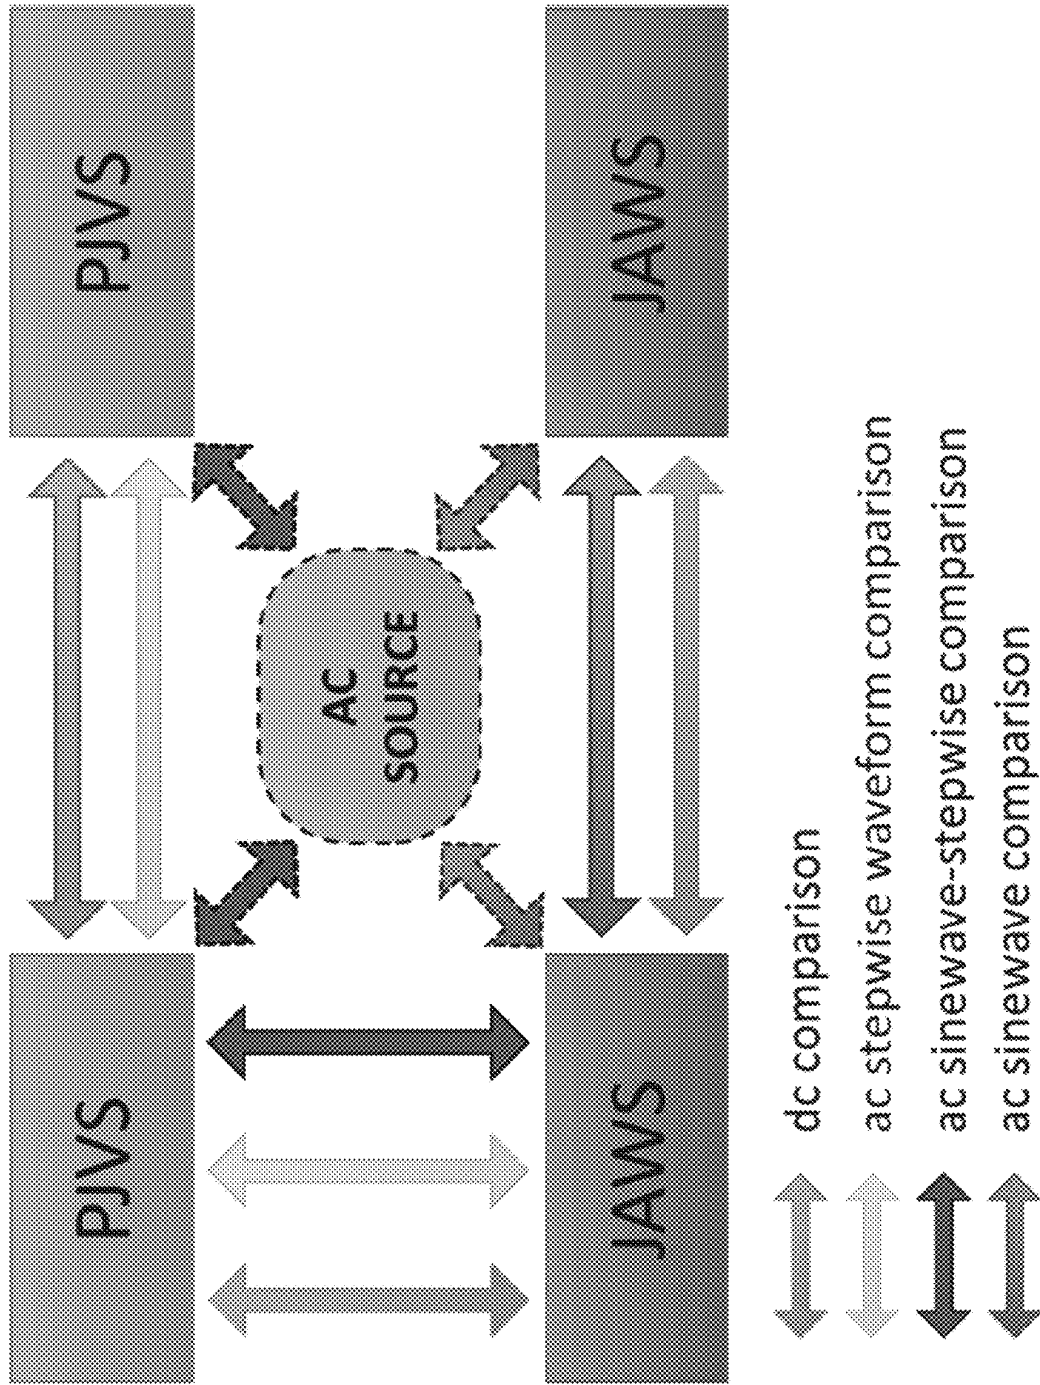 PJVS
PJVS
AC
SOURCE
JAWS
JAWS
dc comparison
ac stepwise waveform comparison
ac sinewave-stepwise comparison
ac sinewave comparison